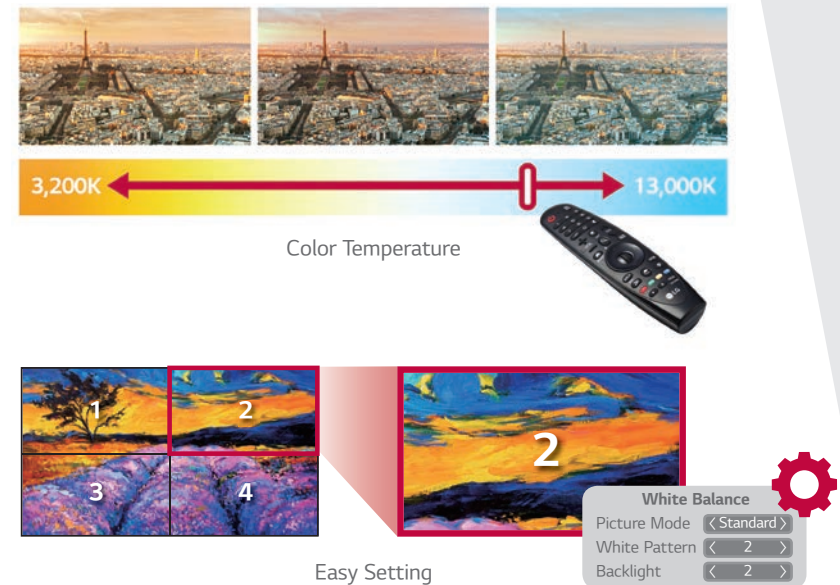 3,200K 13,000K
LG
Color Temperature
1 2
3 4
2
White Balance
Picture Mode < Standard >
White Pattern < 2 >
Backlight < 2 >
Easy Setting